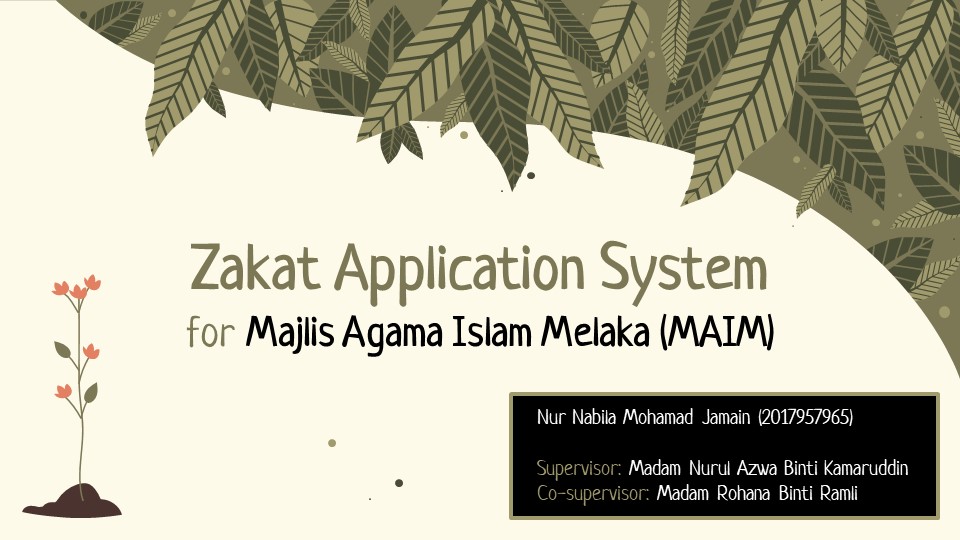 Zakat Application System
for Majlis Agama Islam Melaka (MAIM)
Nur Nabila Mohamad Jamain (2017957965)
Supervisor: Madam Nurul Azwa Binti Kamaruddin
Co-supervisor: Madam Rohana Binti Ramli